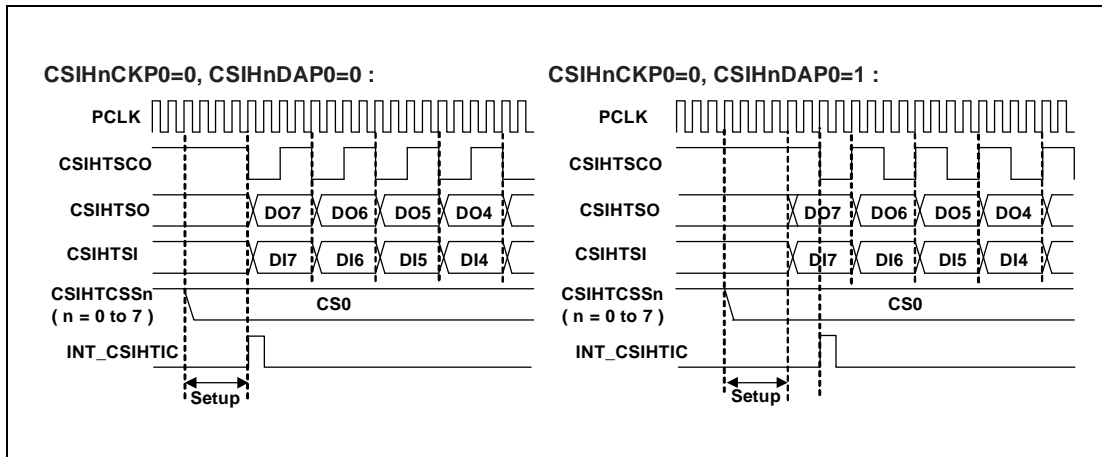 CSIHnCKP0=0, CSIHnDAP0=0 :
PCLK
CSIHTSCO
CSIHTSO DO7 DO6 DO5 DO4
CSIHTSI DI7 DI6 DI5 DI4
CSIHTCSSn CS0
( n = 0 to 7 )
INT_CSIHTIC
Setup
CSIHnCKP0=0, CSIHnDAP0=1 :
PCLK
CSIHTSCO
CSIHTSO DO7 DO6 DO5 DO4
CSIHTSI DI7 DI6 DI5 DI4
CSIHTCSSn CS0
( n = 0 to 7 )
INT_CSIHTIC
Setup